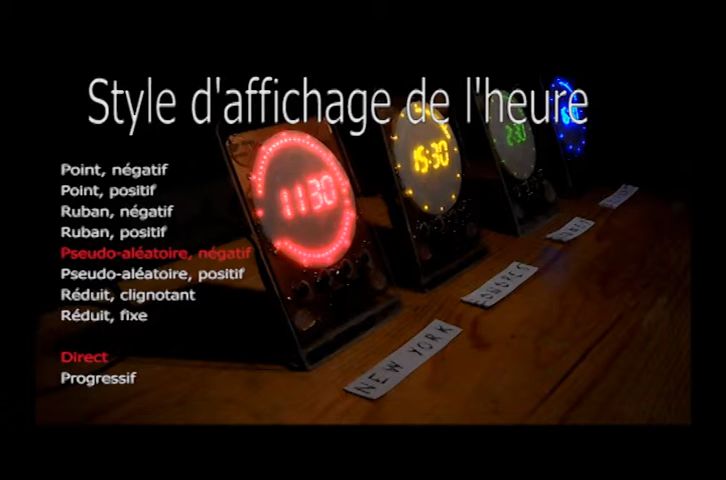 Style d'affichage de l'heure
Point, négatif
Point, positif
Ruban, négatif
Ruban, positif
Pseudo-aléatoire, négatif
Pseudo-aléatoire, positif
Réduit, clignotant
Réduit, fixe
Direct
Progressif
11 30
15:30
NEW YORK
LONDRES